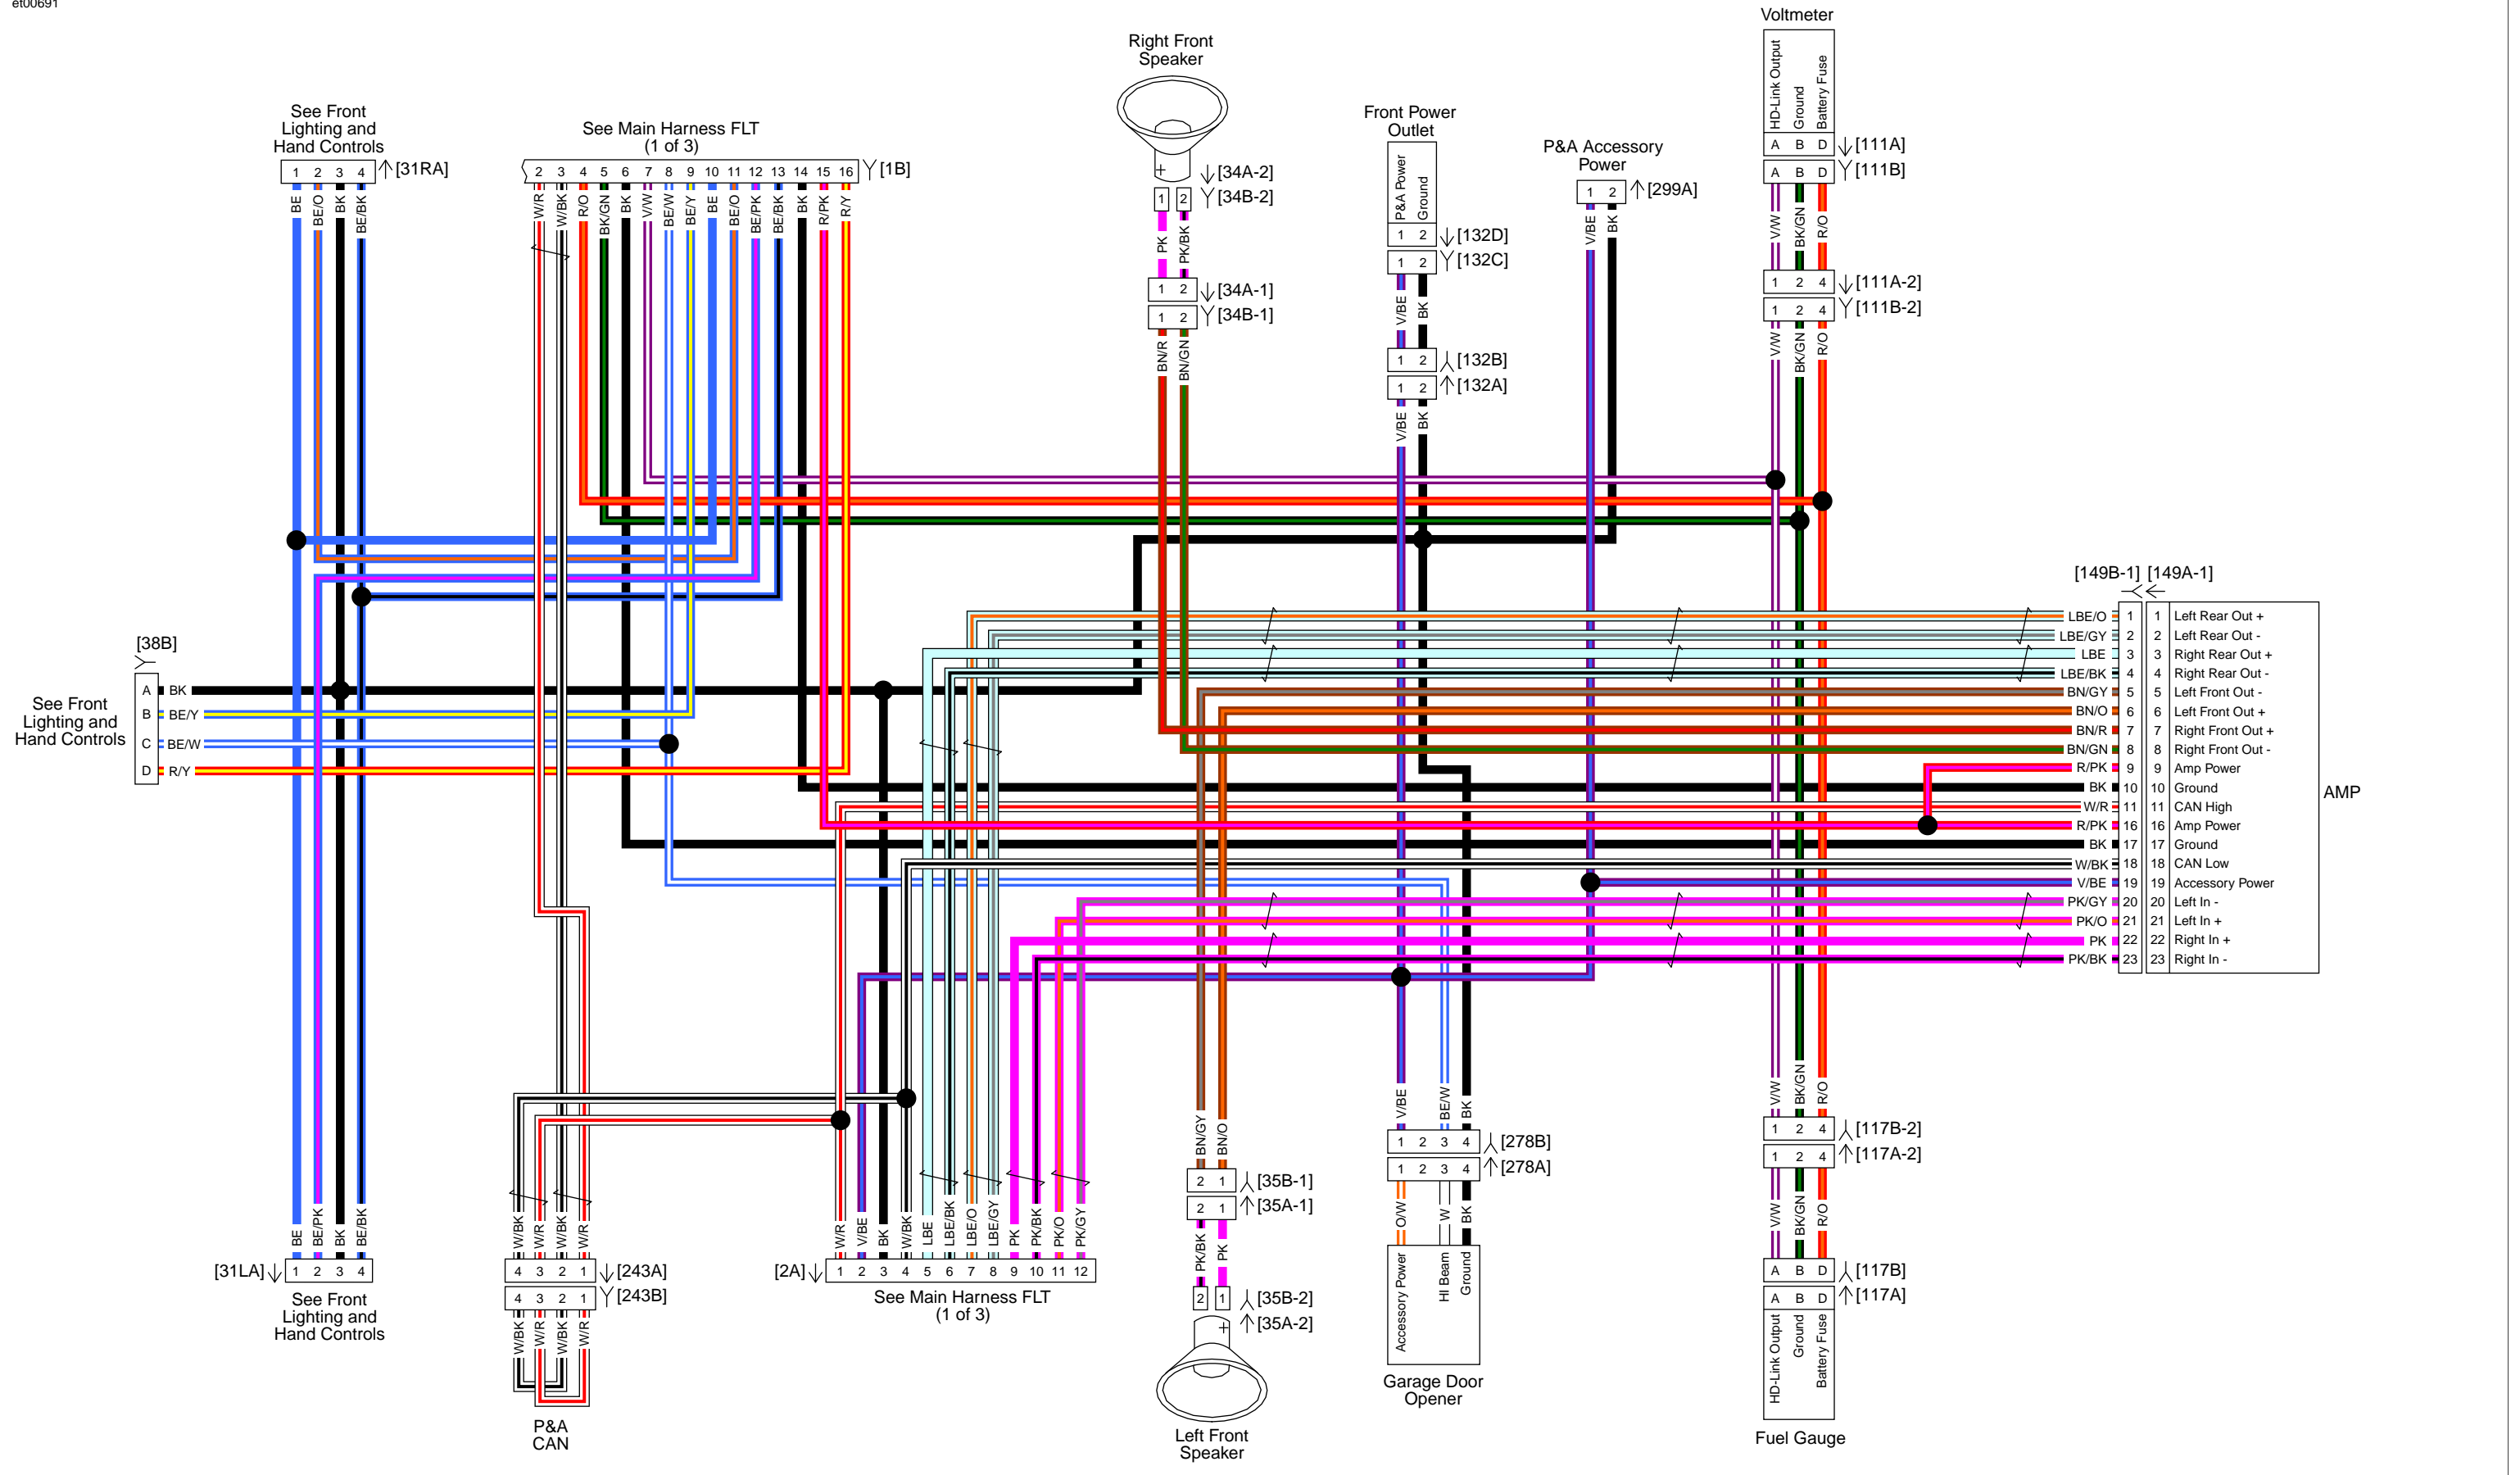 et00691
Voltmeter
HD-Link Output
Ground
Battery Fuse
A B D [111A]
A B D [111B]
V/W
BK/GN
R/O
1 2 4 [111A-2]
1 2 4 [111B-2]
V/W
BK/GN
R/O
Right Front
Speaker
+
[34A-2]
1 2 [34B-2]
PK
PK/BK
1 2 [34A-1]
1 2 [34B-1]
BN/R
BN/GN
Front Power
Outlet
P&A Power
Ground
1 2 [132D]
1 2 [132C]
V/BE
BK
1 2 [132B]
1 2 [132A]
V/BE
BK
P&A Accessory
Power
1 2 [299A]
V/BE
BK
See Front
Lighting and
Hand Controls
1 2 3 4 [31RA]
BE
BE/O
BK
BE/BK
See Main Harness FLT
(1 of 3)
2 3 4 5 6 7 8 9 10 11 12 13 14 15 16 [1B]
W/R
W/BK
R/O
BK/GN
BK
V/W
BE/W
BE/Y
BE
BE/O
BE/PK
BE/BK
BK
R/PK
R/Y
[38B]
See Front
Lighting and
Hand Controls
A BK
B BE/Y
C BE/W
D R/Y
[149B-1] [149A-1]
LBE/O 1 1 Left Rear Out +
LBE/GY 2 2 Left Rear Out -
LBE 3 3 Right Rear Out +
LBE/BK 4 4 Right Rear Out -
BN/GY 5 5 Left Front Out -
BN/O 6 6 Left Front Out +
BN/R 7 7 Right Front Out +
BN/GN 8 8 Right Front Out -
R/PK 9 9 Amp Power
BK 10 10 Ground
W/R 11 11 CAN High
R/PK 16 16 Amp Power
BK 17 17 Ground
W/BK 18 18 CAN Low
V/BE 19 19 Accessory Power
PK/GY 20 20 Left In -
PK/O 21 21 Left In +
PK 22 22 Right In +
PK/BK 23 23 Right In -
AMP
BE
BE/PK
BK
BE/BK
[31LA] 1 2 3 4
See Front
Lighting and
Hand Controls
W/BK
W/R
W/BK
W/R
4 3 2 1 [243A]
4 3 2 1 [243B]
W/BK
W/R
W/BK
W/R
P&A
CAN
W/R
V/BE
BK
W/BK
LBE
LBE/BK
LBE/O
LBE/GY
PK
PK/BK
PK/O
PK/GY
[2A] 1 2 3 4 5 6 7 8 9 10 11 12
See Main Harness FLT
(1 of 3)
BN/GY
BN/O
2 1 [35B-1]
2 1 [35A-1]
PK/BK
PK
2 1 [35B-2]
+ [35A-2]
Left Front
Speaker
V/BE
BE/W
BK
1 2 3 4 [278B]
1 2 3 4 [278A]
O/W
W
BK
Accessory Power
HI Beam
Ground
Garage Door
Opener
V/W
BK/GN
R/O
1 2 4 [117B-2]
1 2 4 [117A-2]
V/W
BK/GN
R/O
A B D [117B]
A B D [117A]
HD-Link Output
Ground
Battery Fuse
Fuel Gauge